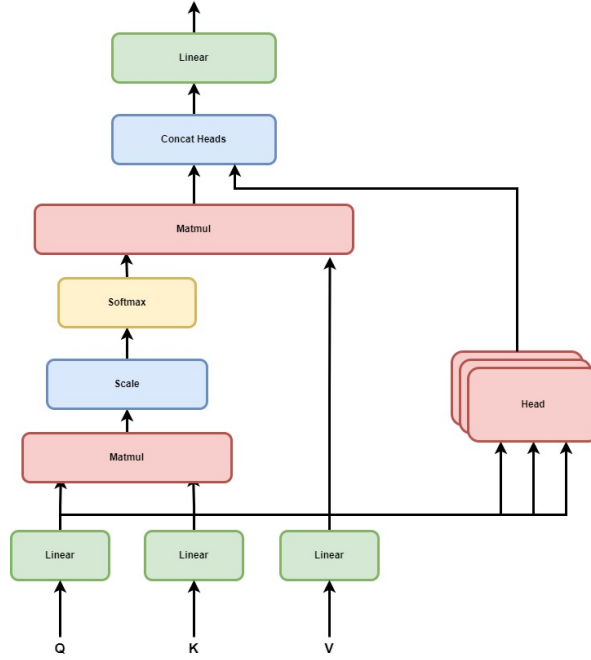 Linear
Concat Heads
Matmul
Softmax
Scale
Head
Matmul
Linear
Linear
Linear
Q
K
V